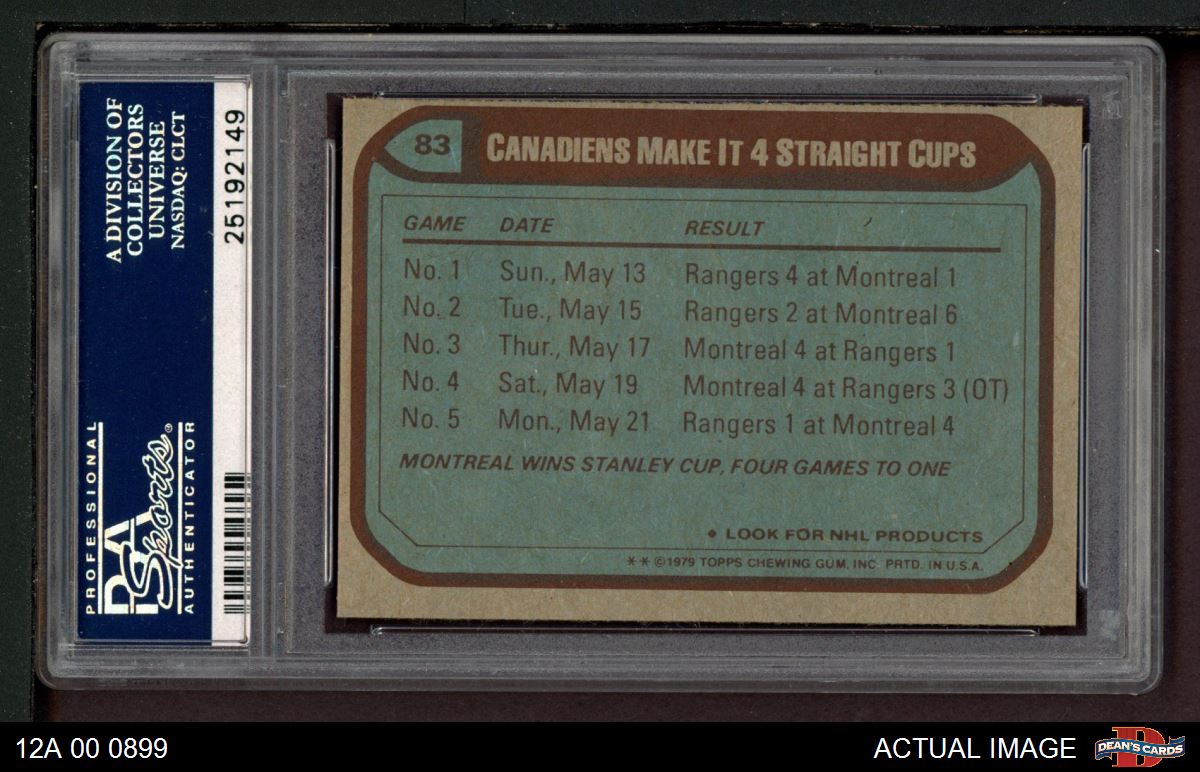 A DIVISION OF
COLLECTORS
UNIVERSE
NASDAQ: CLCT
25192149
PROFESSIONAL
PSA
Sports®
AUTHENTICATOR
83
CANADIENS MAKE IT 4 STRAIGHT CUPS
GAME DATE RESULT
No. 1 Sun., May 13 Rangers 4 at Montreal 1
No. 2 Tue., May 15 Rangers 2 at Montreal 6
No. 3 Thur., May 17 Montreal 4 at Rangers 1
No. 4 Sat., May 19 Montreal 4 at Rangers 3 (OT)
No. 5 Mon., May 21 Rangers 1 at Montreal 4
MONTREAL WINS STANLEY CUP, FOUR GAMES TO ONE
• LOOK FOR NHL PRODUCTS
** ©1979 TOPPS CHEWING GUM, INC PRTD. IN U.S.A.
12A 00 0899
ACTUAL IMAGE
D
DEAN'S CARDS